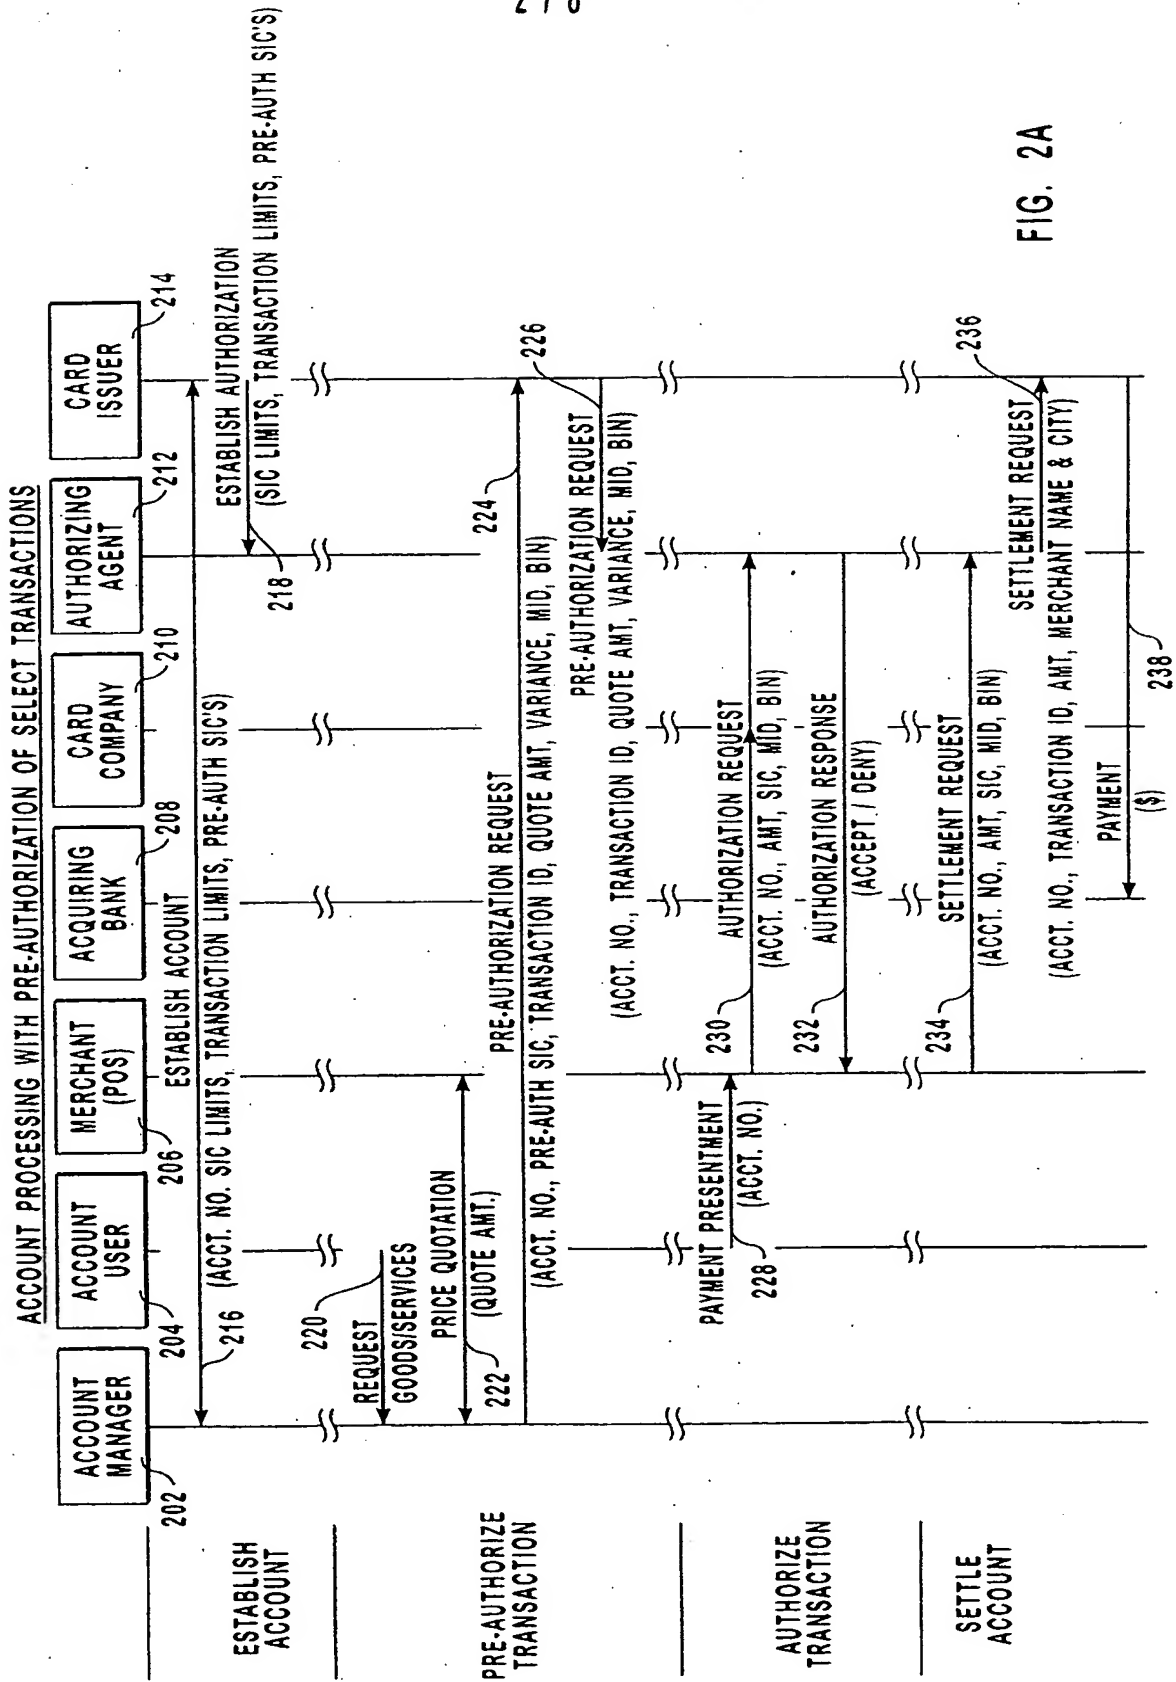 2 / 8
ACCOUNT PROCESSING WITH PRE-AUTHORIZATION OF SELECT TRANSACTIONS
ACCOUNT
MANAGER
202
ACCOUNT
USER
204
MERCHANT
(POS)
206
ACQUIRING
BANK
208
CARD
COMPANY
210
AUTHORIZING
AGENT
212
CARD
ISSUER
214
ESTABLISH
ACCOUNT
ESTABLISH ACCOUNT
216
(ACCT. NO. SIC LIMITS, TRANSACTION LIMITS, PRE-AUTH SIC'S)
ESTABLISH AUTHORIZATION
(SIC LIMITS, TRANSACTION LIMITS, PRE-AUTH SIC'S)
218
PRE-AUTHORIZE
TRANSACTION
220
REQUEST
GOODS/SERVICES
PRICE QUOTATION
(QUOTE AMT.)
222
PRE-AUTHORIZATION REQUEST
224
(ACCT. NO., PRE-AUTH SIC, TRANSACTION ID, QUOTE AMT, VARIANCE, MID, BIN)
226
PRE-AUTHORIZATION REQUEST
(ACCT. NO., TRANSACTION ID, QUOTE AMT, VARIANCE, MID, BIN)
AUTHORIZE
TRANSACTION
PAYMENT PRESENTMENT
(ACCT. NO.)
228
230
AUTHORIZATION REQUEST
(ACCT. NO., AMT, SIC, MID, BIN)
232
AUTHORIZATION RESPONSE
(ACCEPT / DENY)
SETTLE
ACCOUNT
234
SETTLEMENT REQUEST
(ACCT. NO., AMT, SIC, MID, BIN)
SETTLEMENT REQUEST
236
(ACCT. NO., TRANSACTION ID, AMT, MERCHANT NAME & CITY)
PAYMENT
($)
238
FIG. 2A